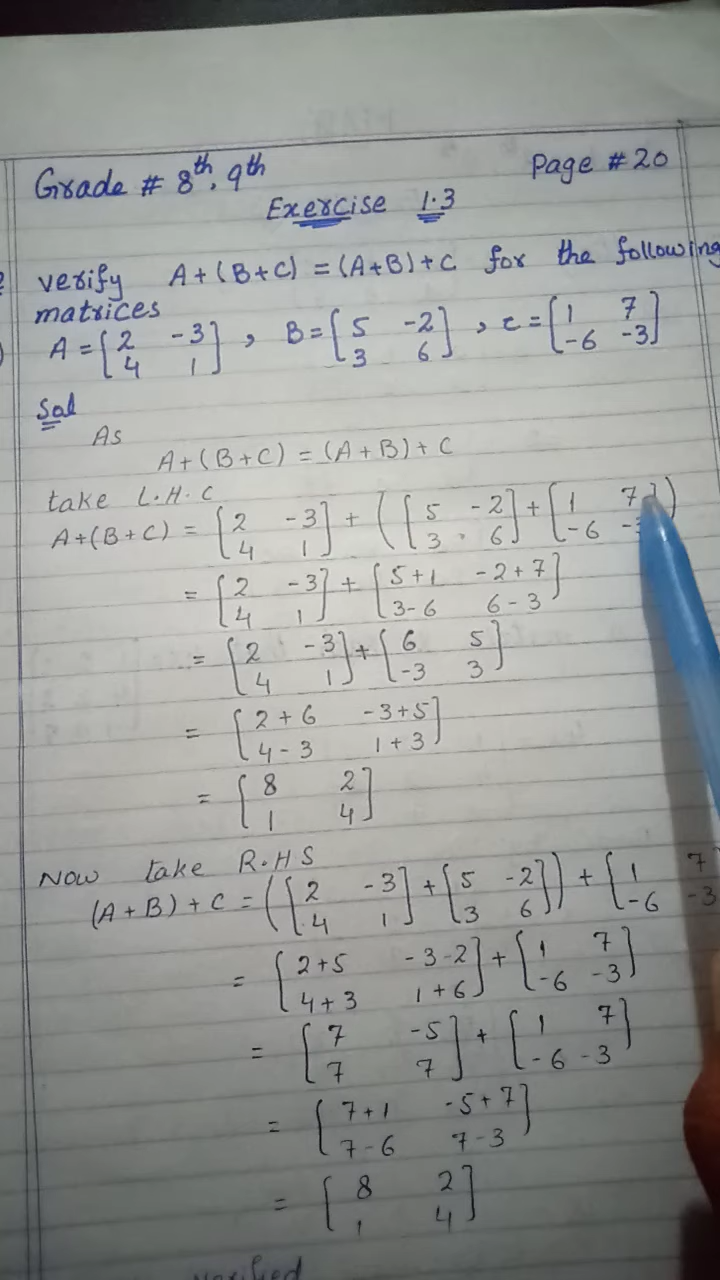 Grade # 8th, 9th Page # 20
Exercise 1.3
verify A+(B+C) = (A+B)+C for the following
matrices
A = [2 -3
4 1] , B = [5 -2
3 6] , c = [1 7
-6 -3]
Sol
As
A+(B+C) = (A+B)+C
take L.H.C
A+(B+C) = [2 -3
4 1] + ([5 -2
3 . 6] + [1 7
-6 -3])
= [2 -3
4 1] + [5+1 -2+7
3-6 6-3]
= [2 -3
4 1] + [6 5
-3 3]
= [2+6 -3+5
4-3 1+3]
= [8 2
1 4]
Now take R.HS
(A+B)+C = ([2 -3
4 1] + [5 -2
3 6]) + [1 7
-6 -3
= [2+5 -3-2
4+3 1+6] + [1 7
-6 -3]
= [7 -5
7 7] + [1 7
-6 -3]
= [7+1 -5+7
7-6 7-3]
= [8 2
1 4]
verified